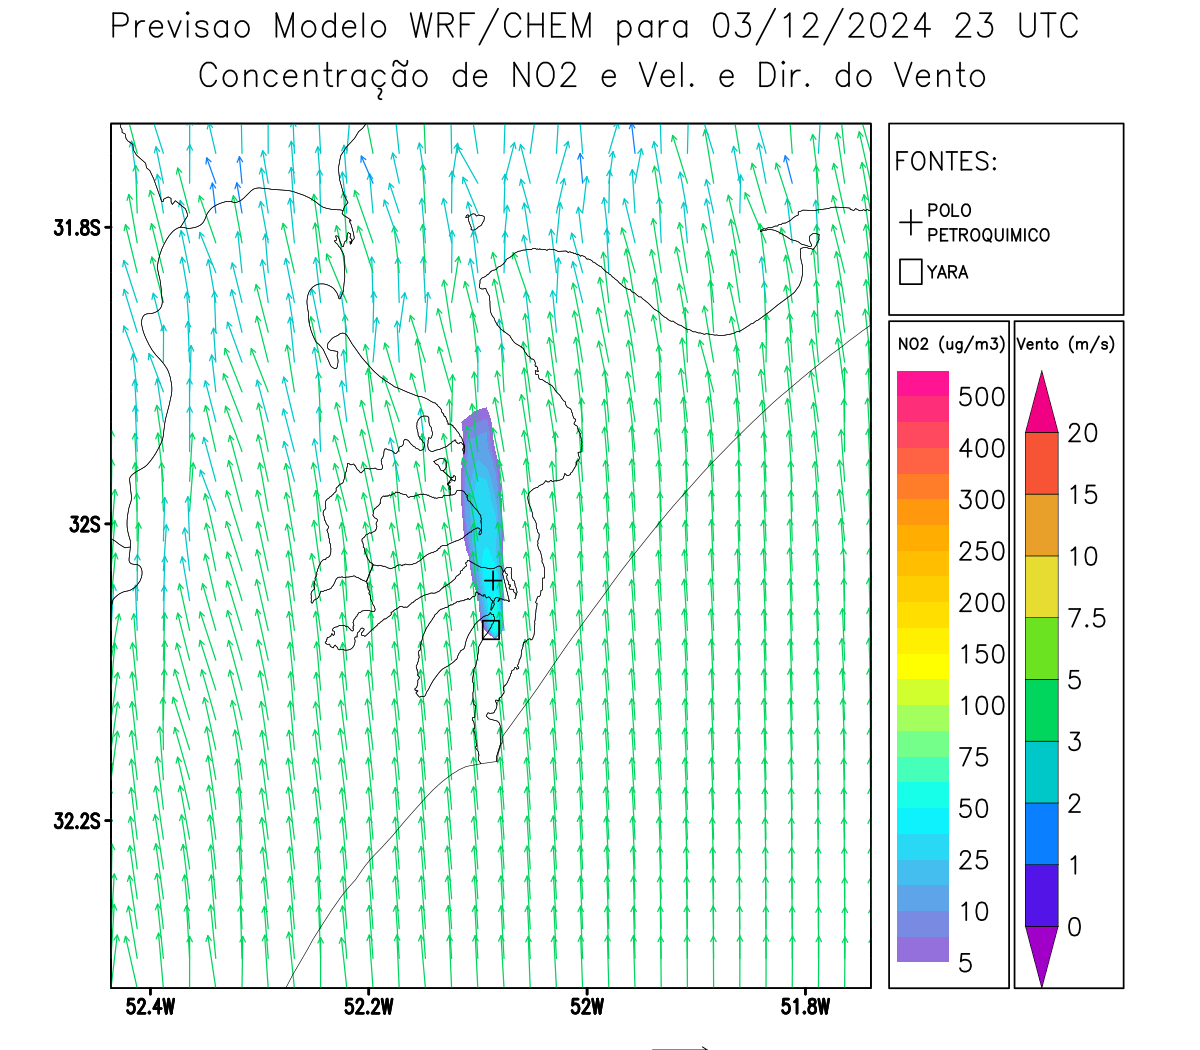 Previsao Modelo WRF/CHEM para 03/12/2024 23 UTC
Concentração de NO2 e Vel. e Dir. do Vento
FONTES:
POLO
PETROQUIMICO
YARA
31.8S
32S
32.2S
52.4W
52.2W
52W
51.8W
NO2 (ug/m3)
500
400
300
250
200
150
100
75
50
25
10
5
Vento (m/s)
20
15
10
7.5
5
3
2
1
0